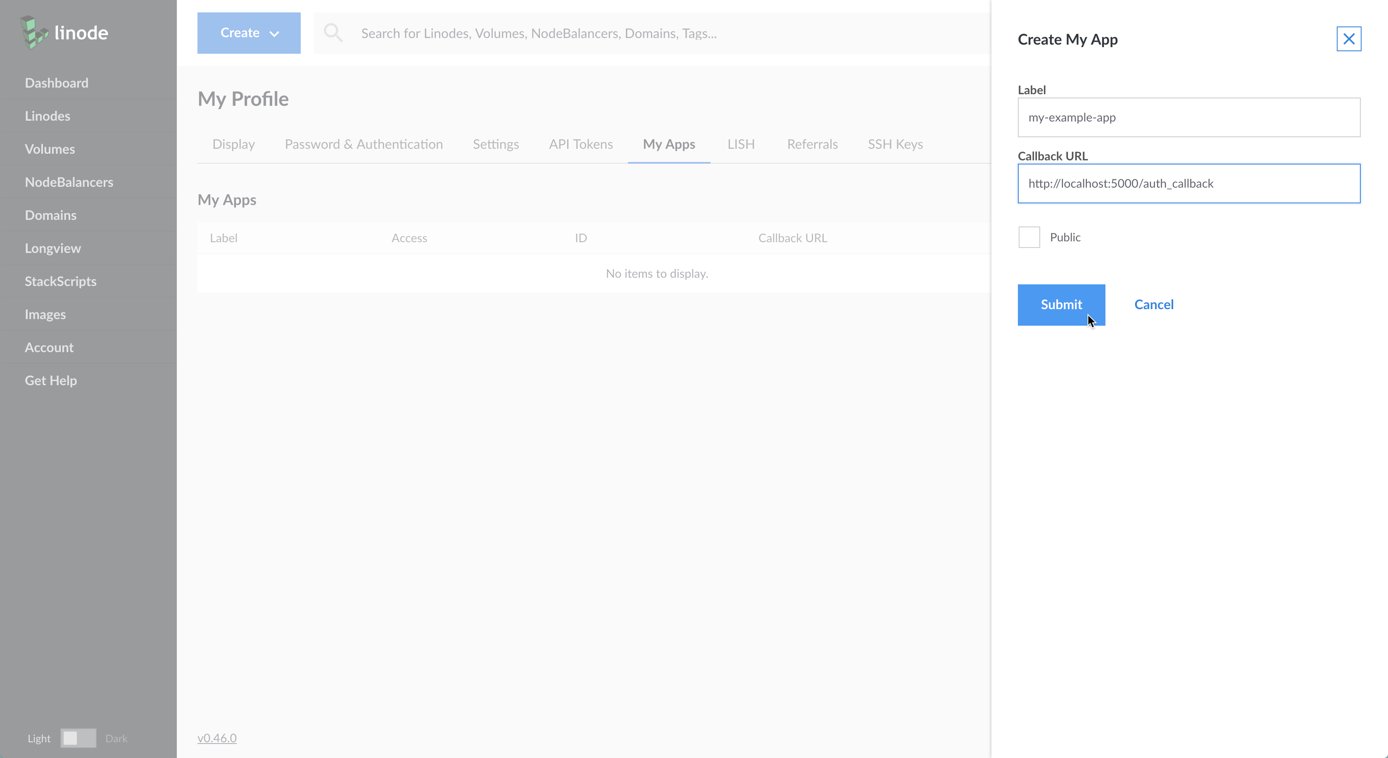 linode
Dashboard
Linodes
Volumes
NodeBalancers
Domains
Longview
StackScripts
Images
Account
Get Help
Light Dark
Create
Search for Linodes, Volumes, NodeBalancers, Domains, Tags...
My Profile
Display Password & Authentication Settings API Tokens My Apps LISH Referrals SSH Keys
My Apps
Label Access ID Callback URL
No items to display.
v0.46.0
Create My App
Label
my-example-app
Callback URL
http://localhost:5000/auth_callback
Public
Submit Cancel